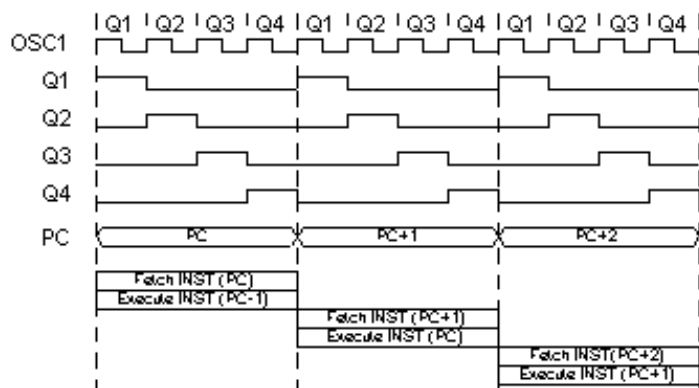 Q1 Q2 Q3 Q4 Q1 Q2 Q3 Q4 Q1 Q2 Q3 Q4
OSC1
Q1
Q2
Q3
Q4
PC PC PC+1 PC+2
Fetch INST (PC)
Execute INST (PC-1)
Fetch INST (PC+1)
Execute INST (PC)
Fetch INST(PC+2)
Execute INST (PC+1)